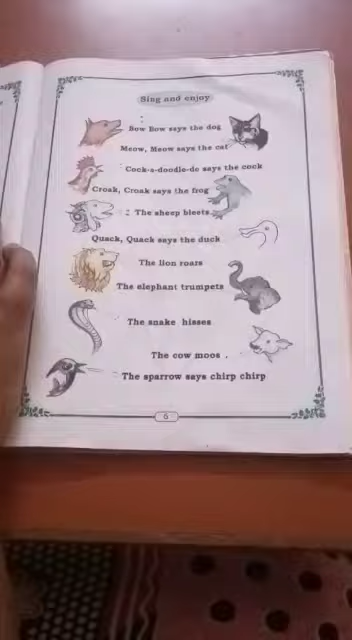 Sing and enjoy
Bow Bow says the dog
Meow, Meow says the cat
Cock-a-doodle-do says the cock
Croak, Croak says the frog
The sheep bleets
Quack, Quack says the duck
The lion roars
The elephant trumpets
The snake hisses
The cow moos .
The sparrow says chirp chirp
6